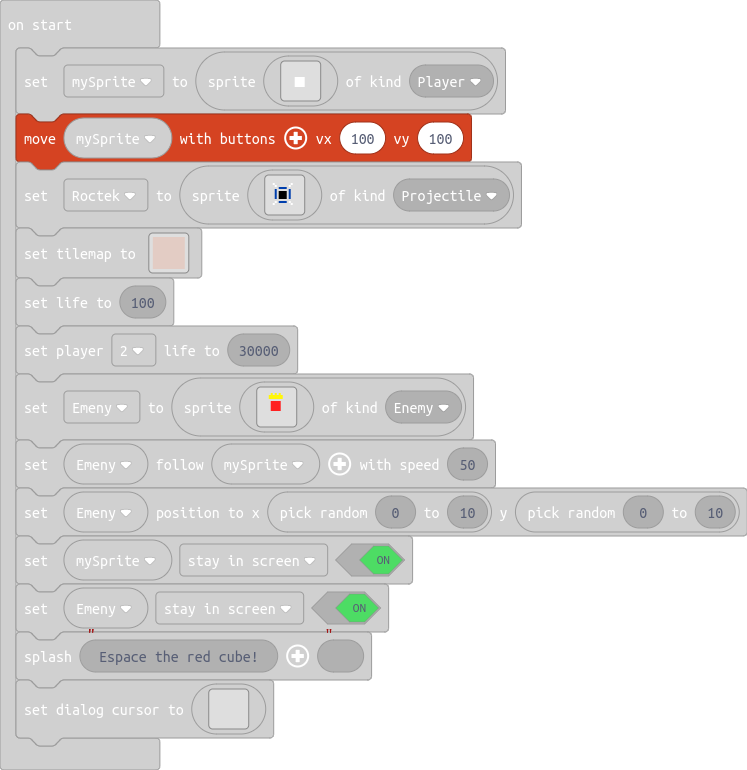 on start
set mySprite to sprite of kind Player
move mySprite with buttons vx 100 vy 100
set Roctek to sprite of kind Projectile
set tilemap to
set life to 100
set player 2 life to 30000
set Emeny to sprite of kind Enemy
set Emeny follow mySprite with speed 50
set Emeny position to x pick random 0 to 10 y pick random 0 to 10
set mySprite stay in screen ON
set Emeny stay in screen ON
splash "Espace the red cube!"
set dialog cursor to